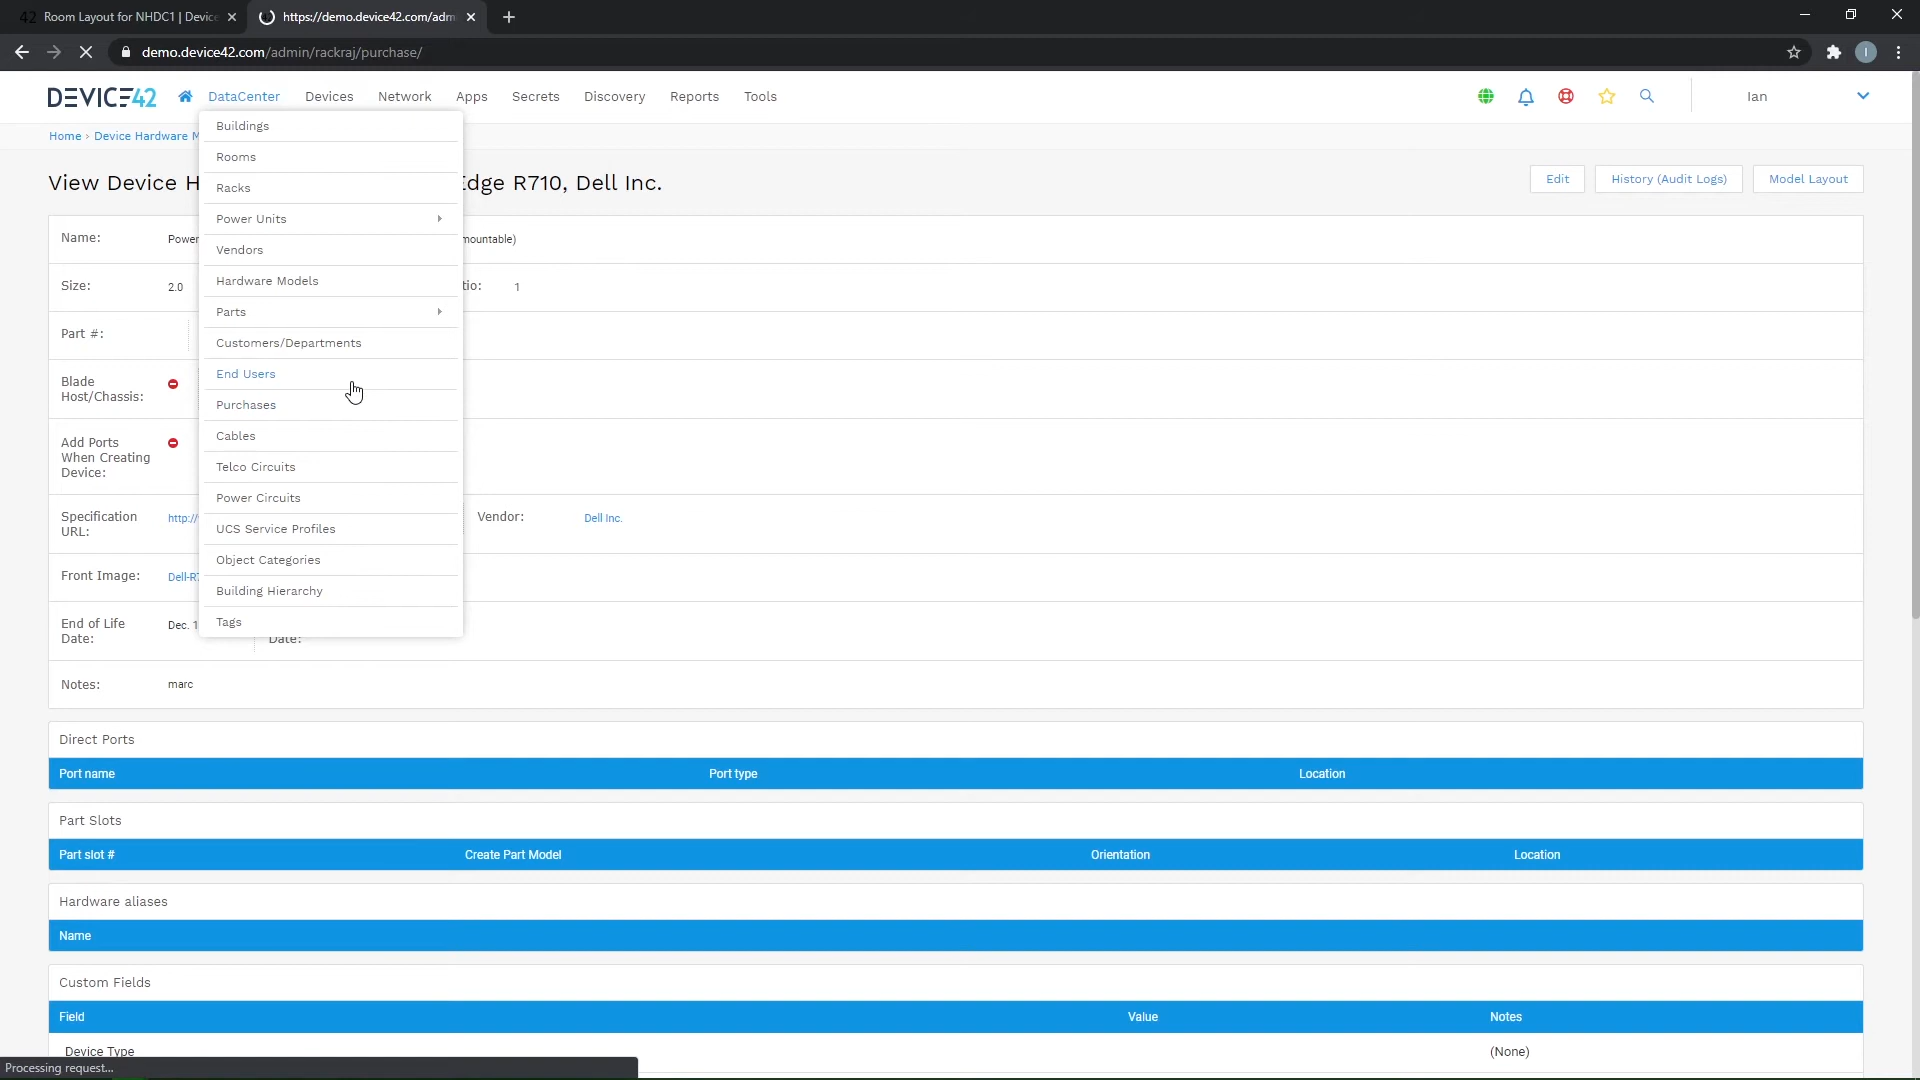 42 Room Layout for NHDC1 | Device
https://demo.device42.com/adm
demo.device42.com/admin/rackraj/purchase/
I
DEVICE42
DataCenter
Devices
Network
Apps
Secrets
Discovery
Reports
Tools
Ian
Home › Device Hardware M
Buildings
Rooms
Racks
Power Units
Vendors
Hardware Models
Parts
Customers/Departments
End Users
Purchases
Cables
Telco Circuits
Power Circuits
UCS Service Profiles
Object Categories
Building Hierarchy
Tags
View Device H
Edge R710, Dell Inc.
Edit
History (Audit Logs)
Model Layout
Name:
Power
mountable)
Size:
2.0
tio:
1
Part #:
Blade
Host/Chassis:
Add Ports
When Creating
Device:
Specification
URL:
http://
Vendor:
Dell Inc.
Front Image:
Dell-R7
End of Life
Date:
Dec. 1
Date:
Notes:
marc
Direct Ports
Port name
Port type
Location
Part Slots
Part slot #
Create Part Model
Orientation
Location
Hardware aliases
Name
Custom Fields
Field
Value
Notes
Device Type
(None)
Processing request...